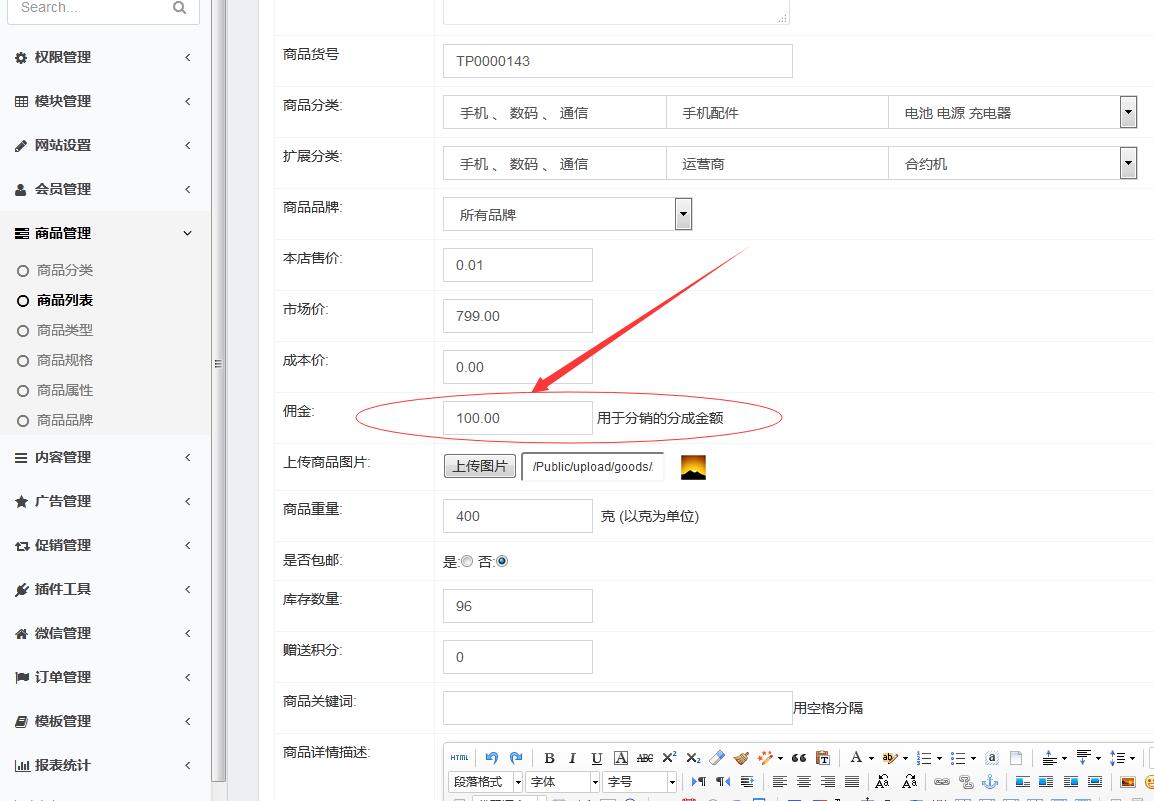 Search...
权限管理
模块管理
网站设置
会员管理
商品管理
商品分类
商品列表
商品类型
商品规格
商品属性
商品品牌
内容管理
广告管理
促销管理
插件工具
微信管理
订单管理
模板管理
报表统计
商品货号 TP0000143
商品分类: 手机 、 数码 、 通信 手机配件 电池 电源 充电器
扩展分类: 手机 、 数码 、 通信 运营商 合约机
商品品牌: 所有品牌
本店售价: 0.01
市场价: 799.00
成本价: 0.00
佣金: 100.00 用于分销的分成金额
上传商品图片: 上传图片 /Public/upload/goods/
商品重量: 400 克 (以克为单位)
是否包邮: 是: 否:
库存数量: 96
赠送积分: 0
商品关键词: 用空格分隔
商品详情描述: HTML B I U A ABC X² X₂ A ab a
段落格式 字体 字号